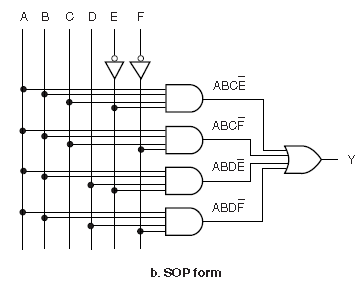 A B C D E F
ABCE̅
ABCF̅
ABDE̅
ABDF̅
Y
b. SOP form